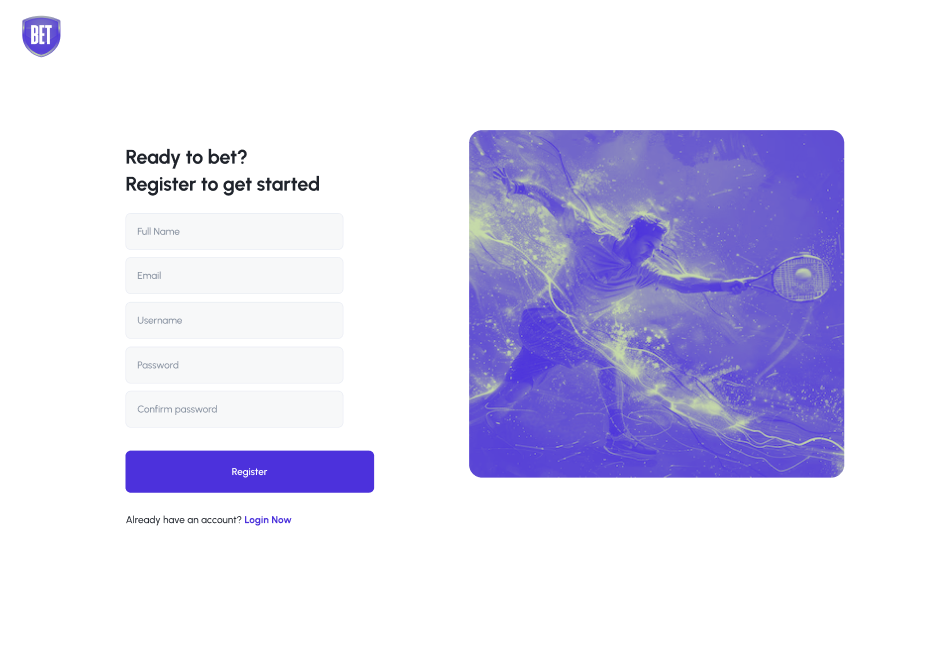 BET
Ready to bet?
Register to get started
Full Name
Email
Username
Password
Confirm password
Register
Already have an account? Login Now